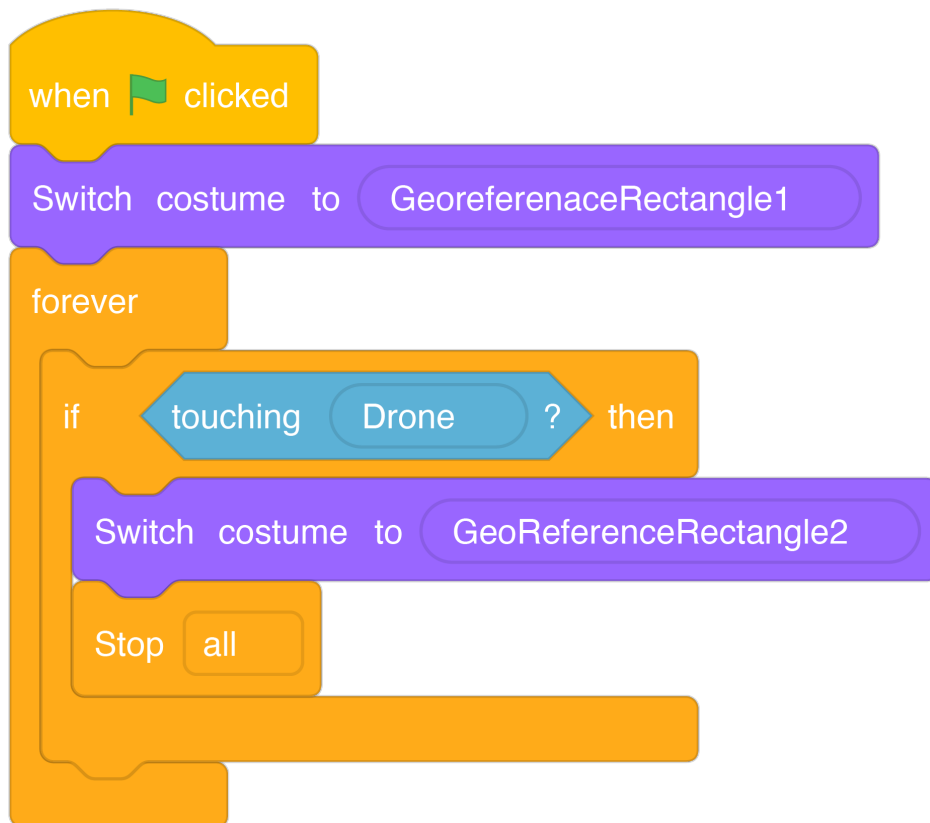 when clicked
Switch costume to GeoreferenaceRectangle1
forever
if touching Drone ? then
Switch costume to GeoReferenceRectangle2
Stop all